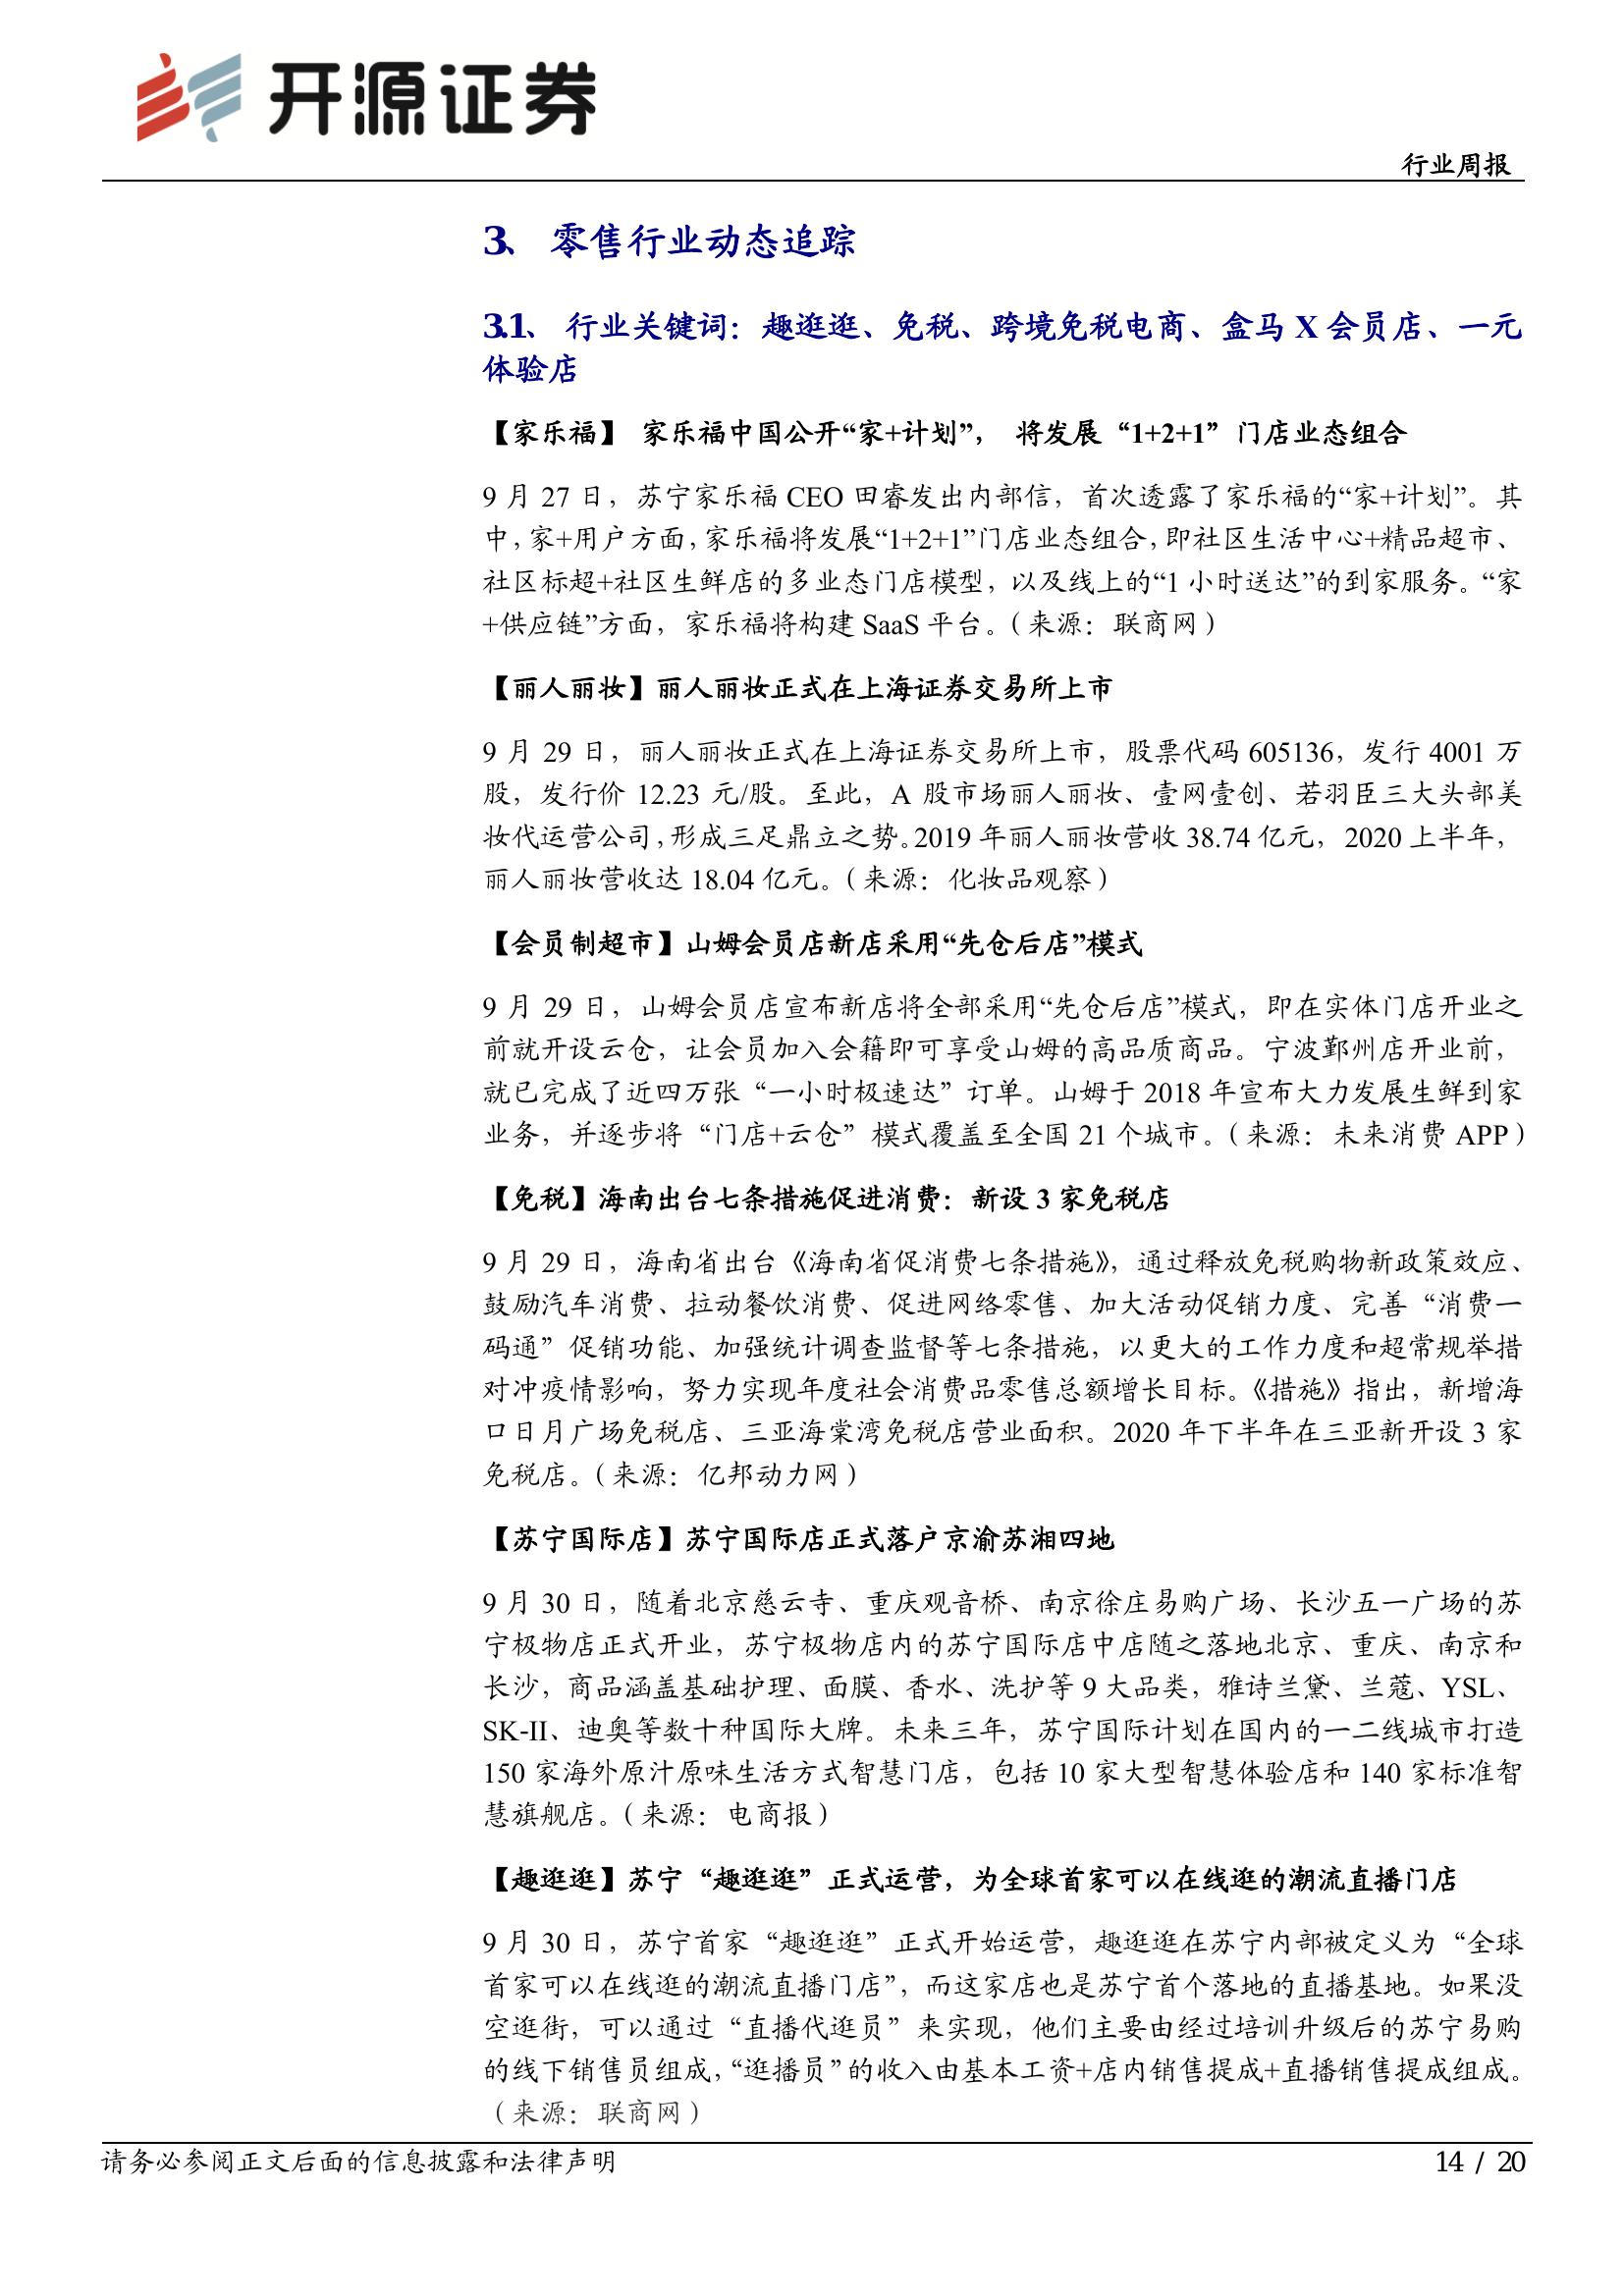 开源证券
行业周报
3、 零售行业动态追踪
3.1、 行业关键词：趣逛逛、免税、跨境免税电商、盒马 X 会员店、一元
体验店
【家乐福】 家乐福中国公开“家+计划”， 将发展“1+2+1”门店业态组合
9 月 27 日，苏宁家乐福 CEO 田睿发出内部信，首次透露了家乐福的“家+计划”。其
中，家+用户方面，家乐福将发展“1+2+1”门店业态组合，即社区生活中心+精品超市、
社区标超+社区生鲜店的多业态门店模型，以及线上的“1 小时送达”的到家服务。“家
+供应链”方面，家乐福将构建 SaaS 平台。（来源：联商网）
【丽人丽妆】丽人丽妆正式在上海证券交易所上市
9 月 29 日，丽人丽妆正式在上海证券交易所上市，股票代码 605136，发行 4001 万
股，发行价 12.23 元/股。至此，A 股市场丽人丽妆、壹网壹创、若羽臣三大头部美
妆代运营公司，形成三足鼎立之势。2019 年丽人丽妆营收 38.74 亿元，2020 上半年，
丽人丽妆营收达 18.04 亿元。（来源：化妆品观察）
【会员制超市】山姆会员店新店采用“先仓后店”模式
9 月 29 日，山姆会员店宣布新店将全部采用“先仓后店”模式，即在实体门店开业之
前就开设云仓，让会员加入会籍即可享受山姆的高品质商品。宁波鄞州店开业前，
就已完成了近四万张“一小时极速达”订单。山姆于 2018 年宣布大力发展生鲜到家
业务，并逐步将“门店+云仓”模式覆盖至全国 21 个城市。（来源：未来消费 APP）
【免税】海南出台七条措施促进消费：新设 3 家免税店
9 月 29 日，海南省出台《海南省促消费七条措施》，通过释放免税购物新政策效应、
鼓励汽车消费、拉动餐饮消费、促进网络零售、加大活动促销力度、完善“消费一
码通”促销功能、加强统计调查监督等七条措施，以更大的工作力度和超常规举措
对冲疫情影响，努力实现年度社会消费品零售总额增长目标。《措施》指出，新增海
口日月广场免税店、三亚海棠湾免税店营业面积。2020 年下半年在三亚新开设 3 家
免税店。（来源：亿邦动力网）
【苏宁国际店】苏宁国际店正式落户京渝苏湘四地
9 月 30 日，随着北京慈云寺、重庆观音桥、南京徐庄易购广场、长沙五一广场的苏
宁极物店正式开业，苏宁极物店内的苏宁国际店中店随之落地北京、重庆、南京和
长沙，商品涵盖基础护理、面膜、香水、洗护等 9 大品类，雅诗兰黛、兰蔻、YSL、
SK-II、迪奥等数十种国际大牌。未来三年，苏宁国际计划在国内的一二线城市打造
150 家海外原汁原味生活方式智慧门店，包括 10 家大型智慧体验店和 140 家标准智
慧旗舰店。（来源：电商报）
【趣逛逛】苏宁“趣逛逛”正式运营，为全球首家可以在线逛的潮流直播门店
9 月 30 日，苏宁首家“趣逛逛”正式开始运营，趣逛逛在苏宁内部被定义为“全球
首家可以在线逛的潮流直播门店”，而这家店也是苏宁首个落地的直播基地。如果没
空逛街，可以通过“直播代逛员”来实现，他们主要由经过培训升级后的苏宁易购
的线下销售员组成，“逛播员”的收入由基本工资+店内销售提成+直播销售提成组成。
（来源：联商网）
请务必参阅正文后面的信息披露和法律声明
14 / 20